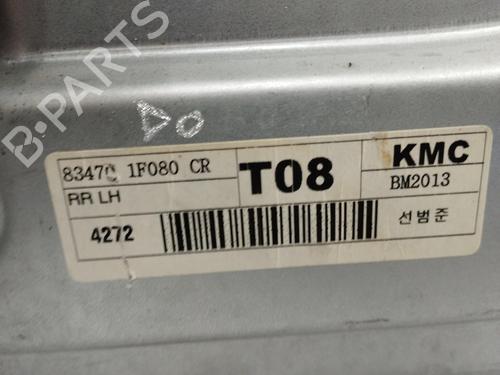 B-PARTS
DO
83470 1F080 CR
RR LH
T08
KMC
BM2013
4272
선범준